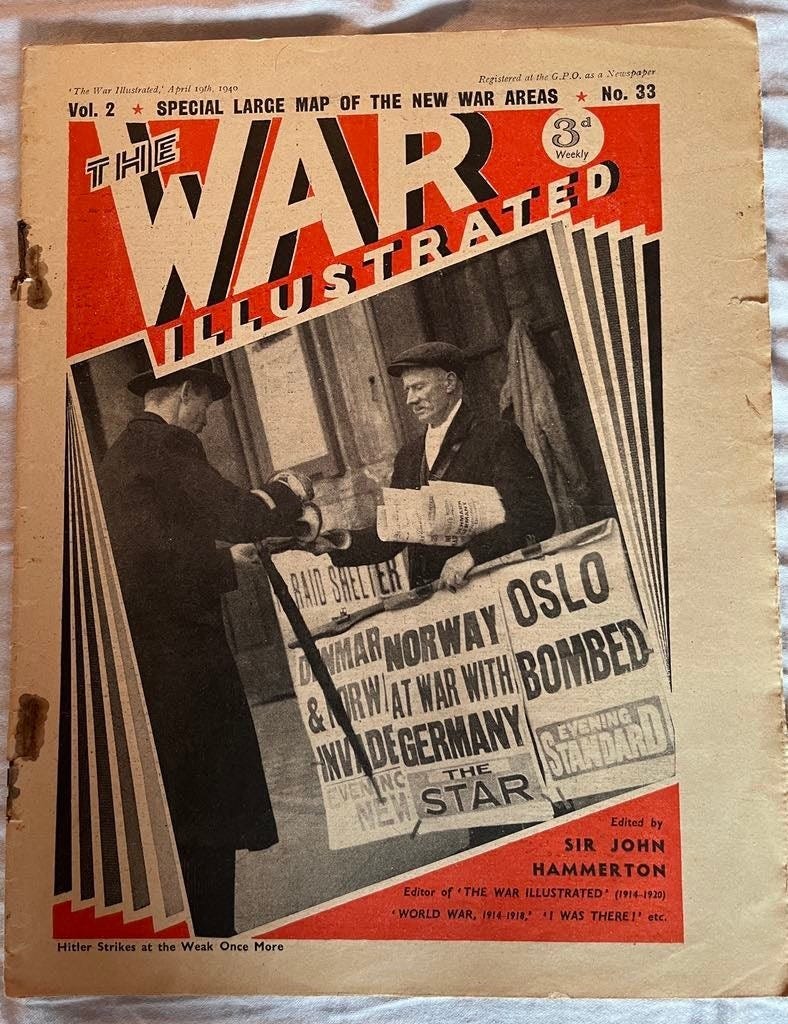 'The War Illustrated,' April 19th, 1940
Registered at the G.P.O. as a Newspaper
Vol. 2 ★ SPECIAL LARGE MAP OF THE NEW WAR AREAS ★ No. 33
THE
WAR
ILLUSTRATED
3d
Weekly
RAID SHELTER
DENMAR
& NORW
INVADE
EVENING
NEW
NORWAY
AT WAR WITH
GERMANY
THE
STAR
OSLO
BOMBED
EVENING
STANDARD
Edited by
SIR JOHN
HAMMERTON
Editor of 'THE WAR ILLUSTRATED' (1914-1920)
'WORLD WAR, 1914-1918,' 'I WAS THERE!' etc.
Hitler Strikes at the Weak Once More